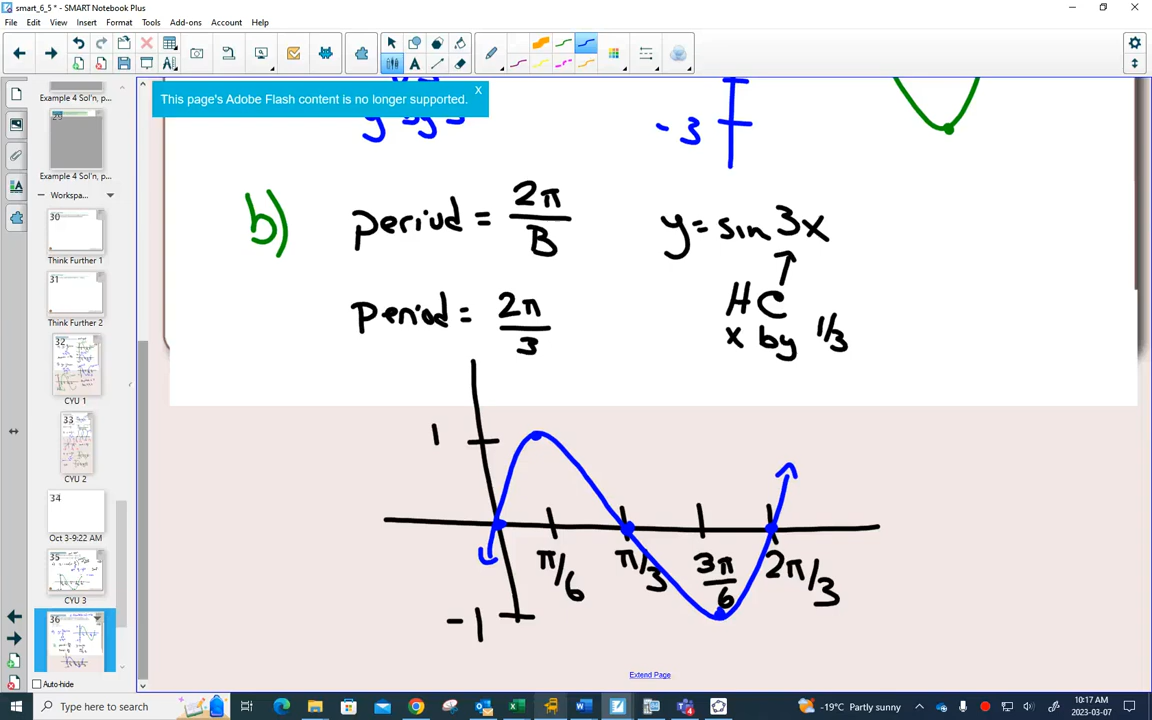 smart_6_5 * - SMART Notebook Plus
File Edit View Insert Format Tools Add-ons Account Help
This page's Adobe Flash content is no longer supported. X
y by 3
- 3
Example 4 Sol'n, p...
29
Example 4 Sol'n, p...
Workspa...
30
Think Further 1
31
Think Further 2
32
CYU 1
33
CYU 2
34
Oct 3-9:22 AM
35
CYU 3
36
Auto-hide
b)
period = 2π/B
y = sin 3x
period = 2π/3
HC
x by 1/3
1
π/6 π/3 3π/6 2π/3
-1
Extend Page
Type here to search
-19°C Partly sunny
10:17 AM
2023-03-07